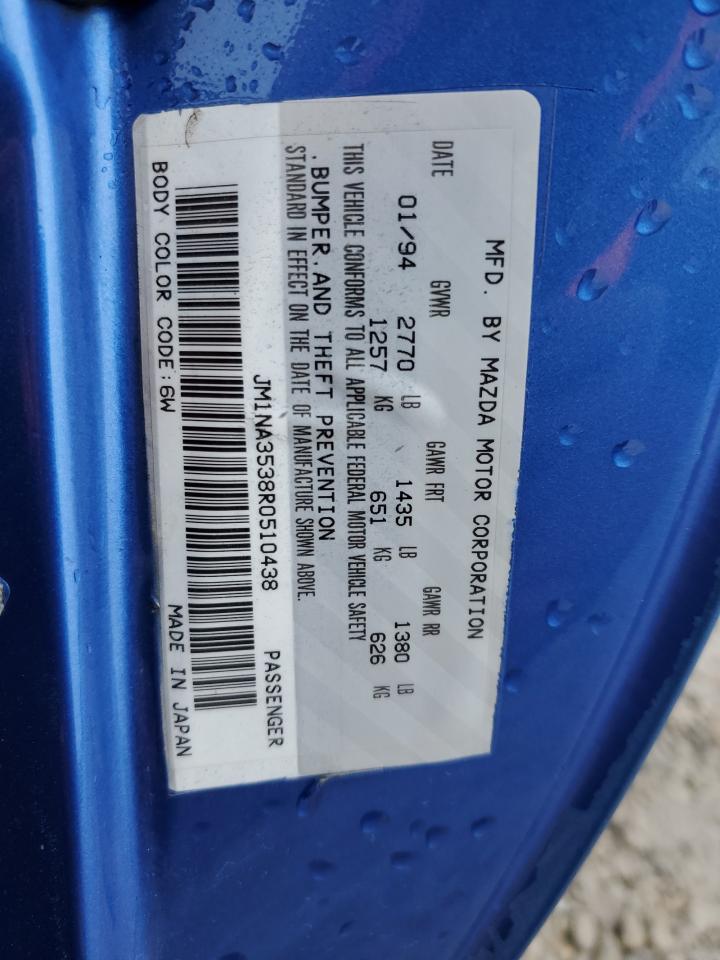 MFD. BY MAZDA MOTOR CORPORATION
DATE GVWR GAWR FRT GAWR RR
01/94 2770 LB 1435 LB 1380 LB
1257 KG 651 KG 626 KG
THIS VEHICLE CONFORMS TO ALL APPLICABLE FEDERAL MOTOR VEHICLE SAFETY
, BUMPER, AND THEFT PREVENTION
STANDARD IN EFFECT ON THE DATE OF MANUFACTURE SHOWN ABOVE.
JM1NA3538R0510438 PASSENGER
BODY COLOR CODE:6W MADE IN JAPAN